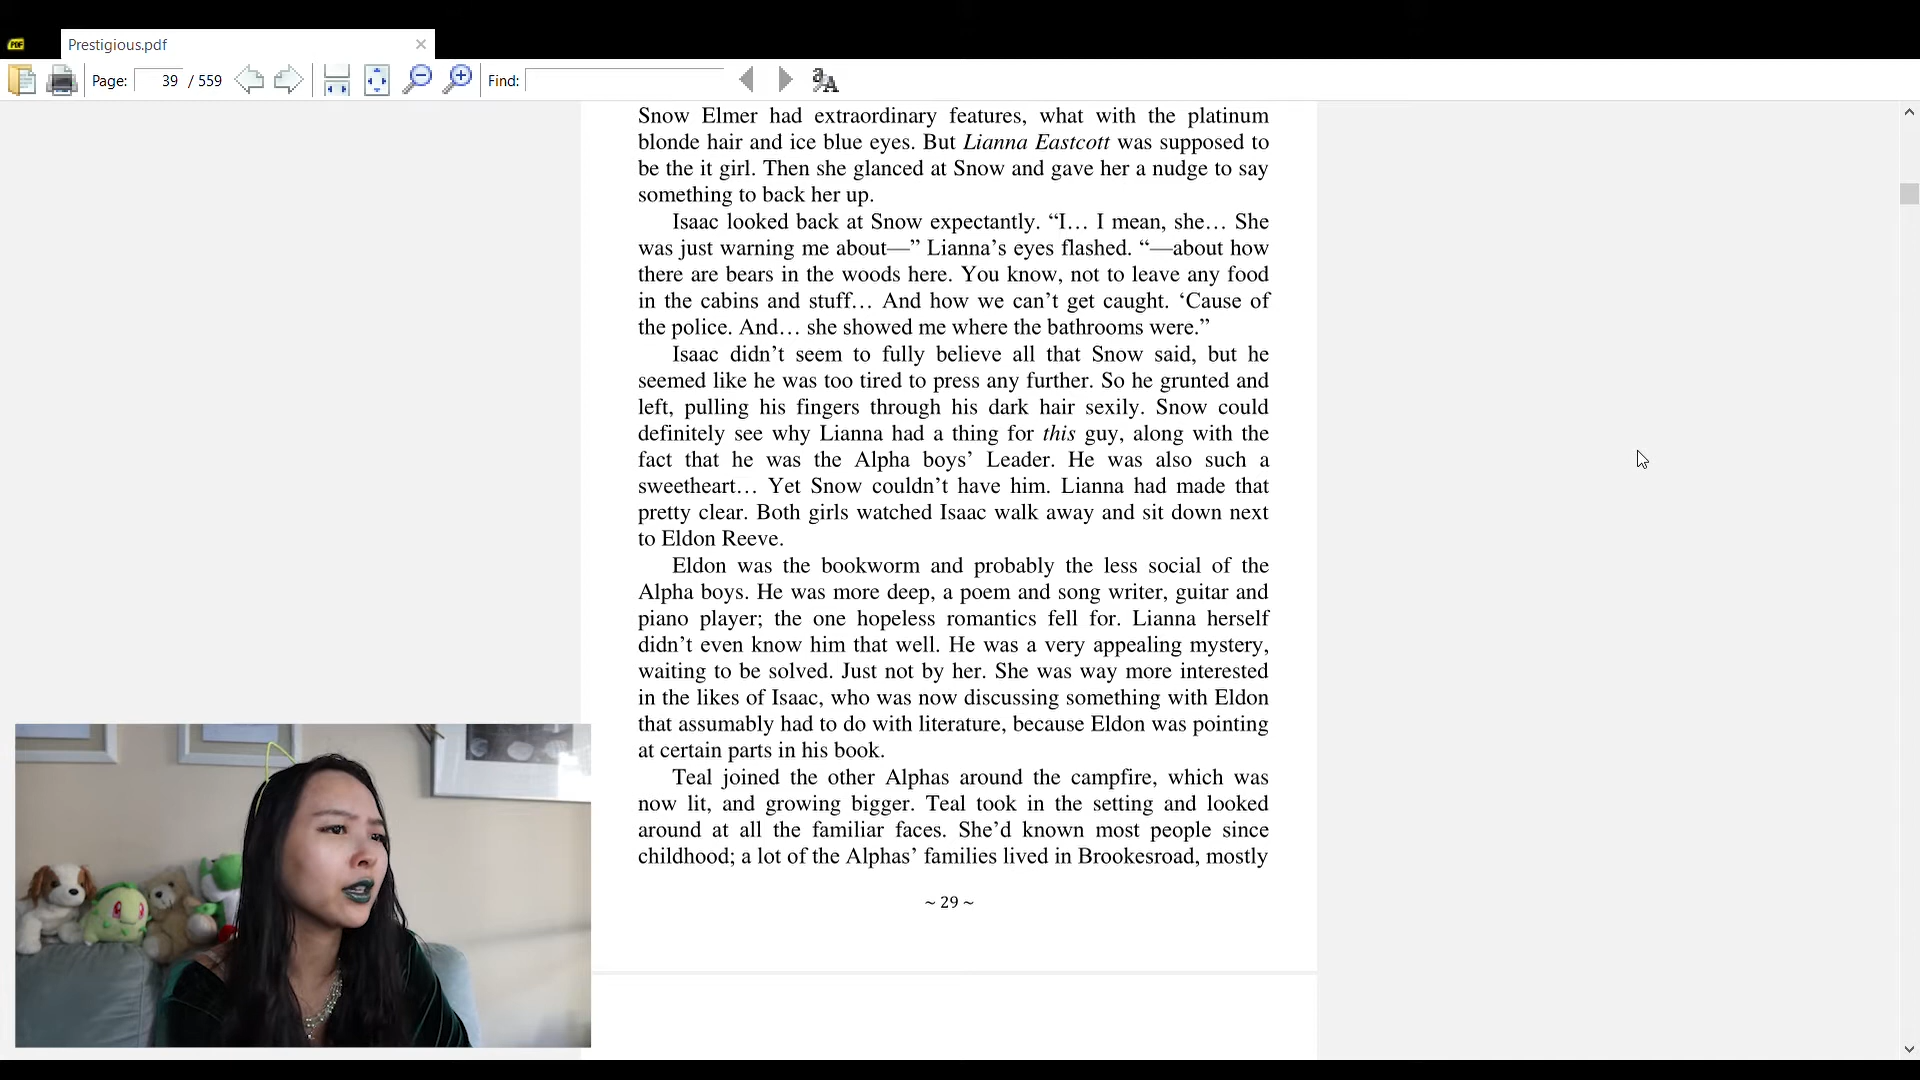 PDF
Prestigious.pdf
Page: 39 / 559 Find:
Snow Elmer had extraordinary features, what with the platinum
blonde hair and ice blue eyes. But Lianna Eastcott was supposed to
be the it girl. Then she glanced at Snow and gave her a nudge to say
something to back her up.
Isaac looked back at Snow expectantly. “I… I mean, she… She
was just warning me about—” Lianna’s eyes flashed. “—about how
there are bears in the woods here. You know, not to leave any food
in the cabins and stuff… And how we can’t get caught. ‘Cause of
the police. And… she showed me where the bathrooms were.”
Isaac didn’t seem to fully believe all that Snow said, but he
seemed like he was too tired to press any further. So he grunted and
left, pulling his fingers through his dark hair sexily. Snow could
definitely see why Lianna had a thing for this guy, along with the
fact that he was the Alpha boys’ Leader. He was also such a
sweetheart… Yet Snow couldn’t have him. Lianna had made that
pretty clear. Both girls watched Isaac walk away and sit down next
to Eldon Reeve.
Eldon was the bookworm and probably the less social of the
Alpha boys. He was more deep, a poem and song writer, guitar and
piano player; the one hopeless romantics fell for. Lianna herself
didn’t even know him that well. He was a very appealing mystery,
waiting to be solved. Just not by her. She was way more interested
in the likes of Isaac, who was now discussing something with Eldon
that assumably had to do with literature, because Eldon was pointing
at certain parts in his book.
Teal joined the other Alphas around the campfire, which was
now lit, and growing bigger. Teal took in the setting and looked
around at all the familiar faces. She’d known most people since
childhood; a lot of the Alphas’ families lived in Brookesroad, mostly
~ 29 ~